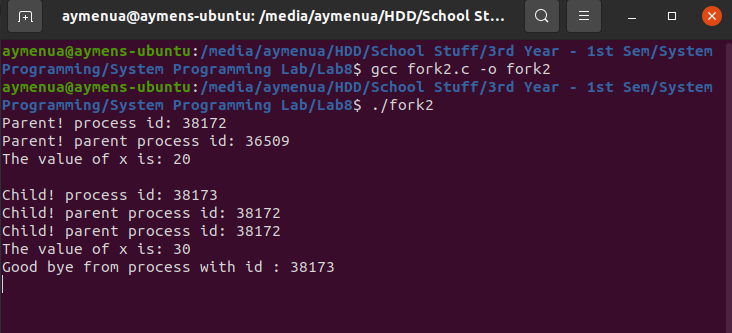 aymenua@aymens-ubuntu: /media/aymenua/HDD/School St...
aymenua@aymens-ubuntu:/media/aymenua/HDD/School Stuff/3rd Year - 1st Sem/System
Programming/System Programming Lab/Lab8$ gcc fork2.c -o fork2
aymenua@aymens-ubuntu:/media/aymenua/HDD/School Stuff/3rd Year - 1st Sem/System
Programming/System Programming Lab/Lab8$ ./fork2
Parent! process id: 38172
Parent! parent process id: 36509
The value of x is: 20
Child! process id: 38173
Child! parent process id: 38172
Child! parent process id: 38172
The value of x is: 30
Good bye from process with id : 38173